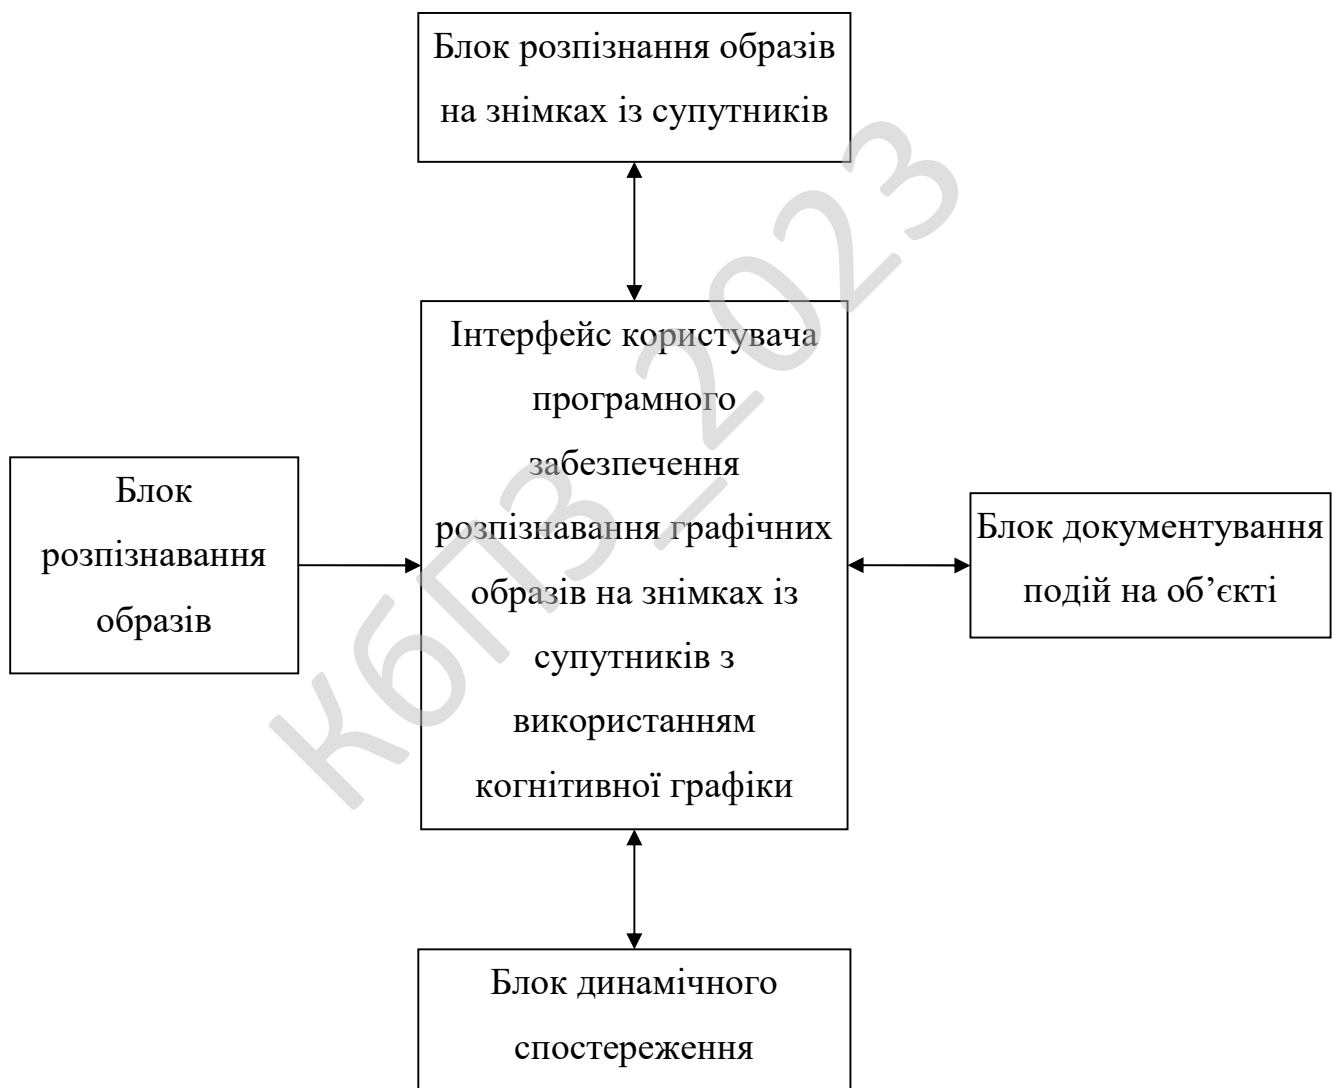 Блок розпізнання образів
на знімках із супутників
Інтерфейс користувача
програмного
забезпечення
розпізнавання графічних
образів на знімках із
супутників з
використанням
когнітивної графіки
Блок
розпізнавання
образів
Блок документування
подій на об’єкті
Блок динамічного
спостереження
КбПЗ_2023